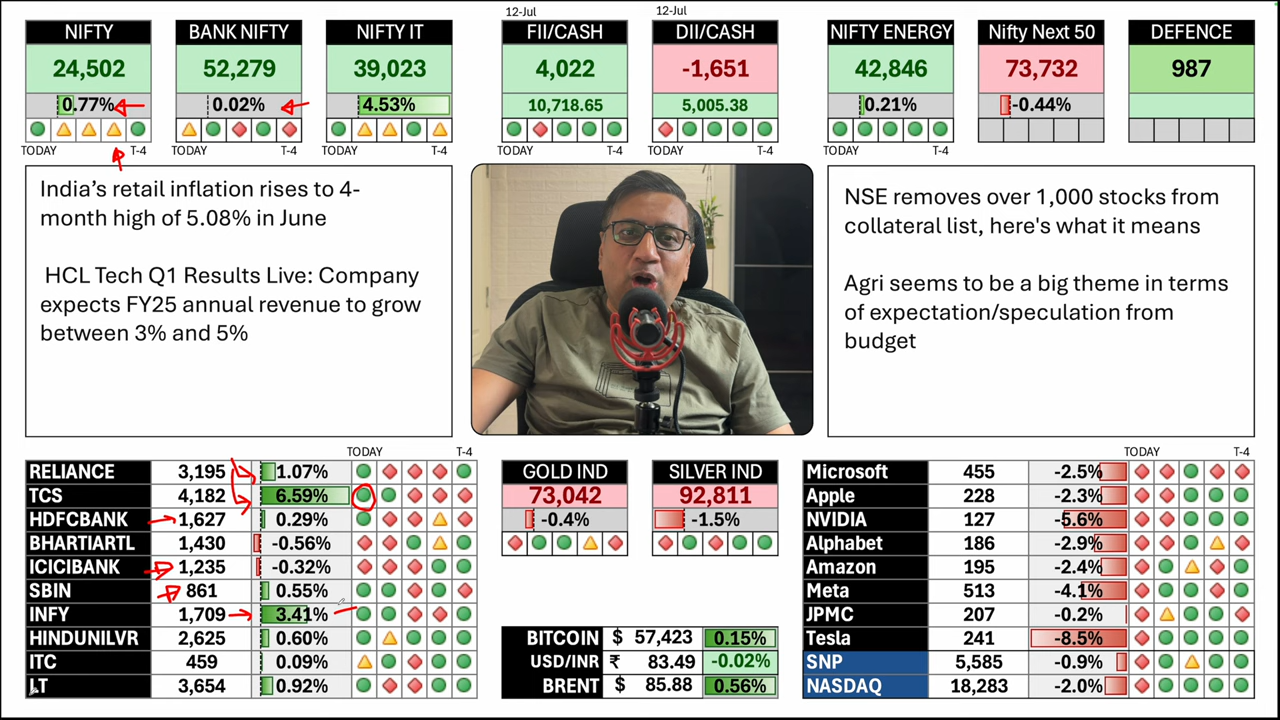 12-Jul
12-Jul
NIFTY
24,502
0.77%
TODAY T-4
BANK NIFTY
52,279
0.02%
TODAY T-4
NIFTY IT
39,023
4.53%
TODAY T-4
FII/CASH
4,022
10,718.65
TODAY T-4
DII/CASH
-1,651
5,005.38
TODAY T-4
NIFTY ENERGY
42,846
0.21%
TODAY T-4
Nifty Next 50
73,732
-0.44%
DEFENCE
987
India’s retail inflation rises to 4-
month high of 5.08% in June
HCL Tech Q1 Results Live: Company
expects FY25 annual revenue to grow
between 3% and 5%
NSE removes over 1,000 stocks from
collateral list, here's what it means
Agri seems to be a big theme in terms
of expectation/speculation from
budget
TODAY T-4
RELIANCE 3,195 1.07%
TCS 4,182 6.59%
HDFCBANK 1,627 0.29%
BHARTIARTL 1,430 -0.56%
ICICIBANK 1,235 -0.32%
SBIN 861 0.55%
INFY 1,709 3.41%
HINDUNILVR 2,625 0.60%
ITC 459 0.09%
LT 3,654 0.92%
GOLD IND
73,042
-0.4%
SILVER IND
92,811
-1.5%
BITCOIN $ 57,423 0.15%
USD/INR ₹ 83.49 -0.02%
BRENT $ 85.88 0.56%
TODAY T-4
Microsoft 455 -2.5%
Apple 228 -2.3%
NVIDIA 127 -5.6%
Alphabet 186 -2.9%
Amazon 195 -2.4%
Meta 513 -4.1%
JPMC 207 -0.2%
Tesla 241 -8.5%
SNP 5,585 -0.9%
NASDAQ 18,283 -2.0%